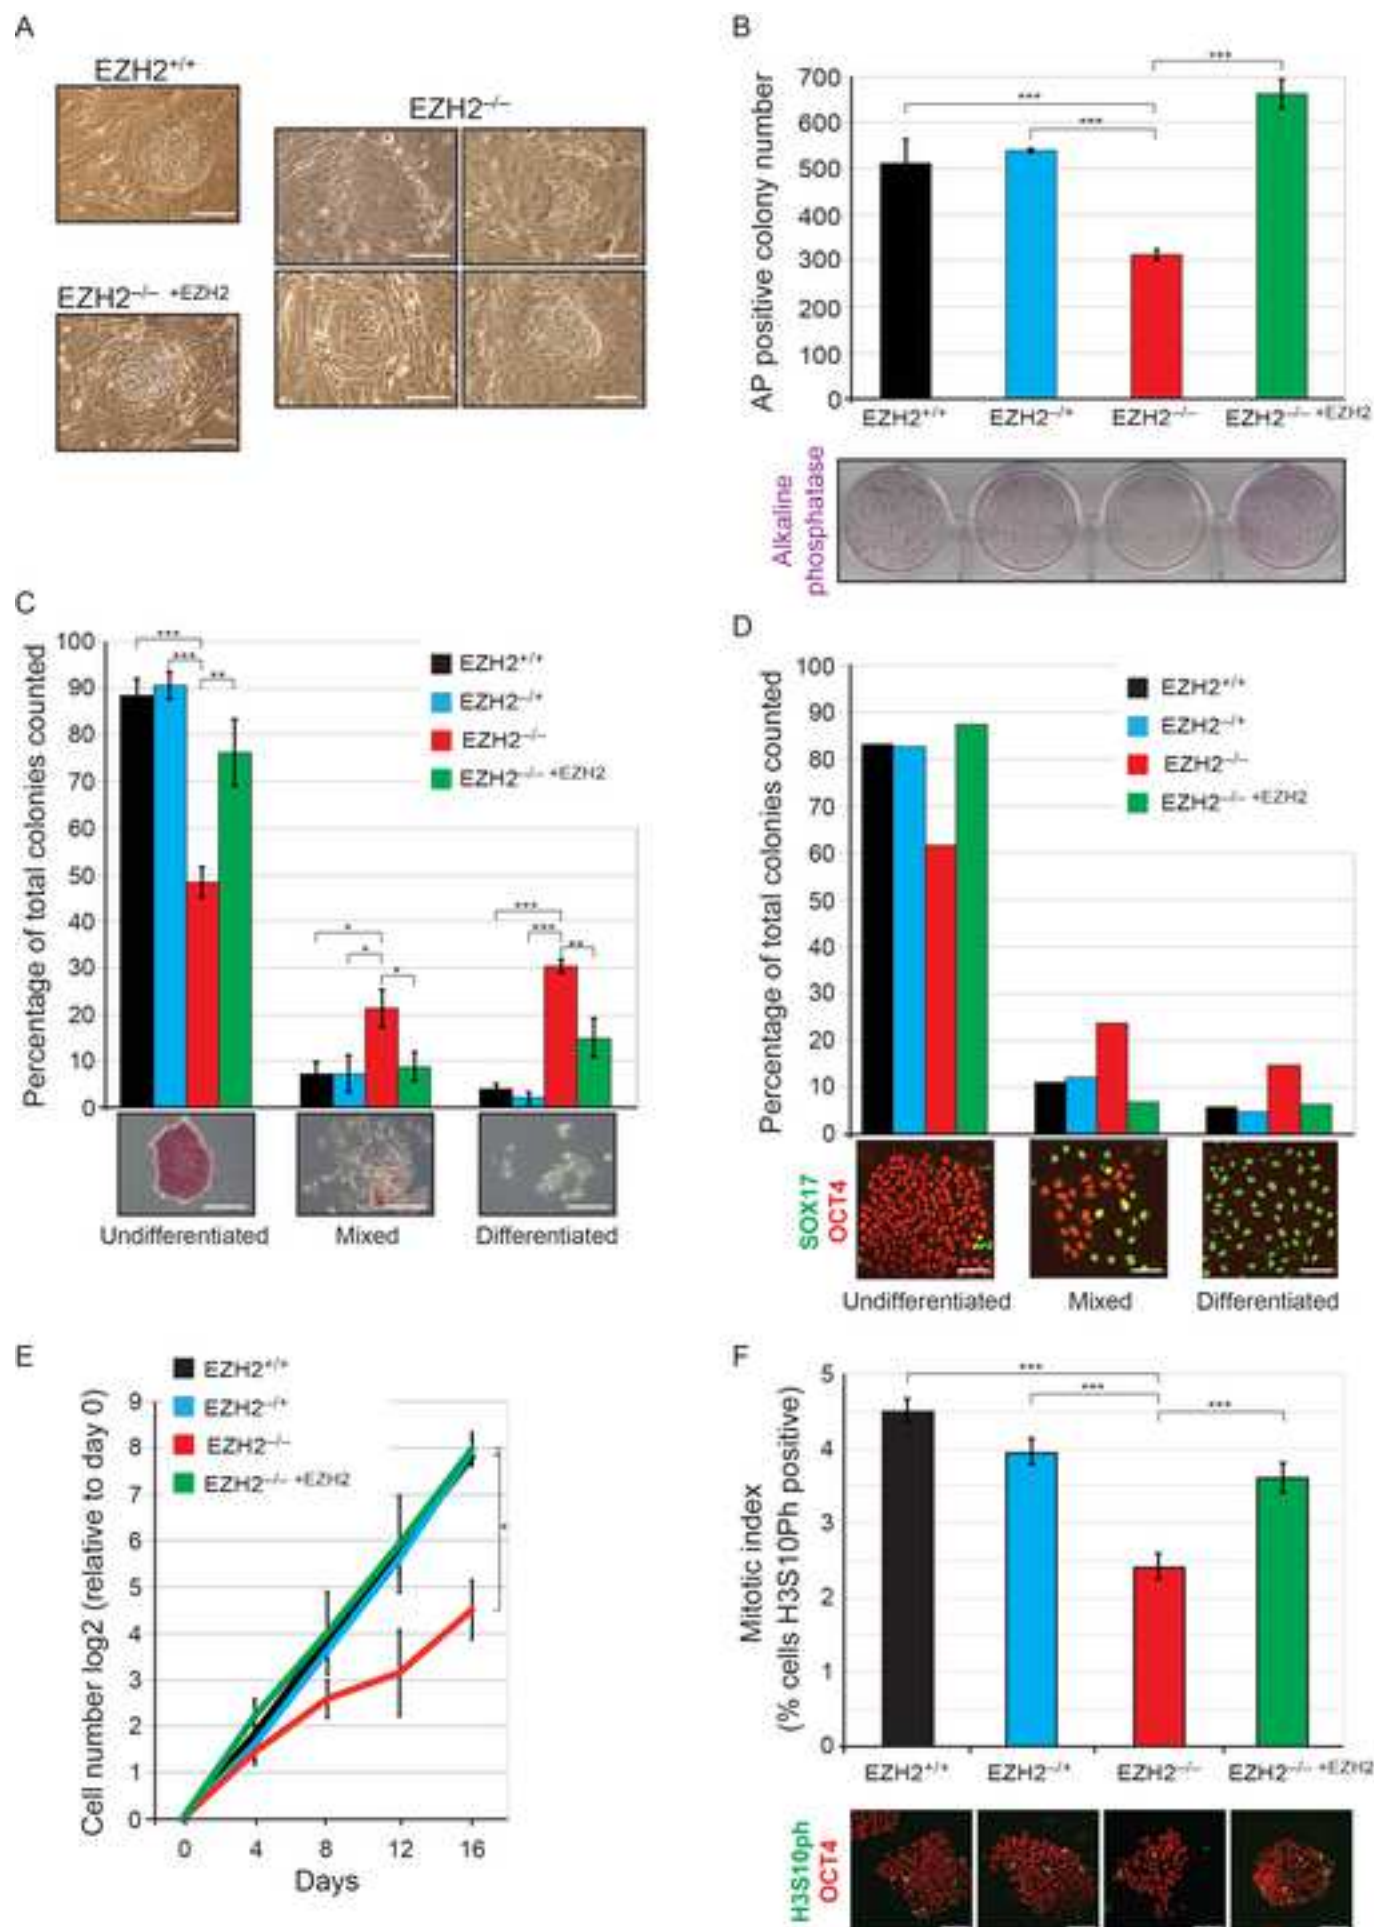 A
EZH2+/+
EZH2–/–
EZH2–/– +EZH2
B
AP positive colony number
700
600
500
400
300
200
100
0
***
***
***
EZH2+/+
EZH2–/+
EZH2–/–
EZH2–/– +EZH2
Alkaline
phosphatase
C
Percentage of total colonies counted
100
90
80
70
60
50
40
30
20
10
0
***
***
**
*
*
*
***
***
**
EZH2+/+
EZH2–/+
EZH2–/–
EZH2–/– +EZH2
Undifferentiated
Mixed
Differentiated
D
Percentage of total colonies counted
100
90
80
70
60
50
40
30
20
10
0
EZH2+/+
EZH2–/+
EZH2–/–
EZH2–/– +EZH2
SOX17
OCT4
Undifferentiated
Mixed
Differentiated
E
EZH2+/+
EZH2–/+
EZH2–/–
EZH2–/– +EZH2
Cell number log2 (relative to day 0)
9
8
7
6
5
4
3
2
1
0
*
0
4
8
12
16
Days
F
Mitotic index
(% cells H3S10Ph positive)
5
4
3
2
1
0
***
***
***
EZH2+/+
EZH2–/+
EZH2–/–
EZH2–/– +EZH2
H3S10ph
OCT4